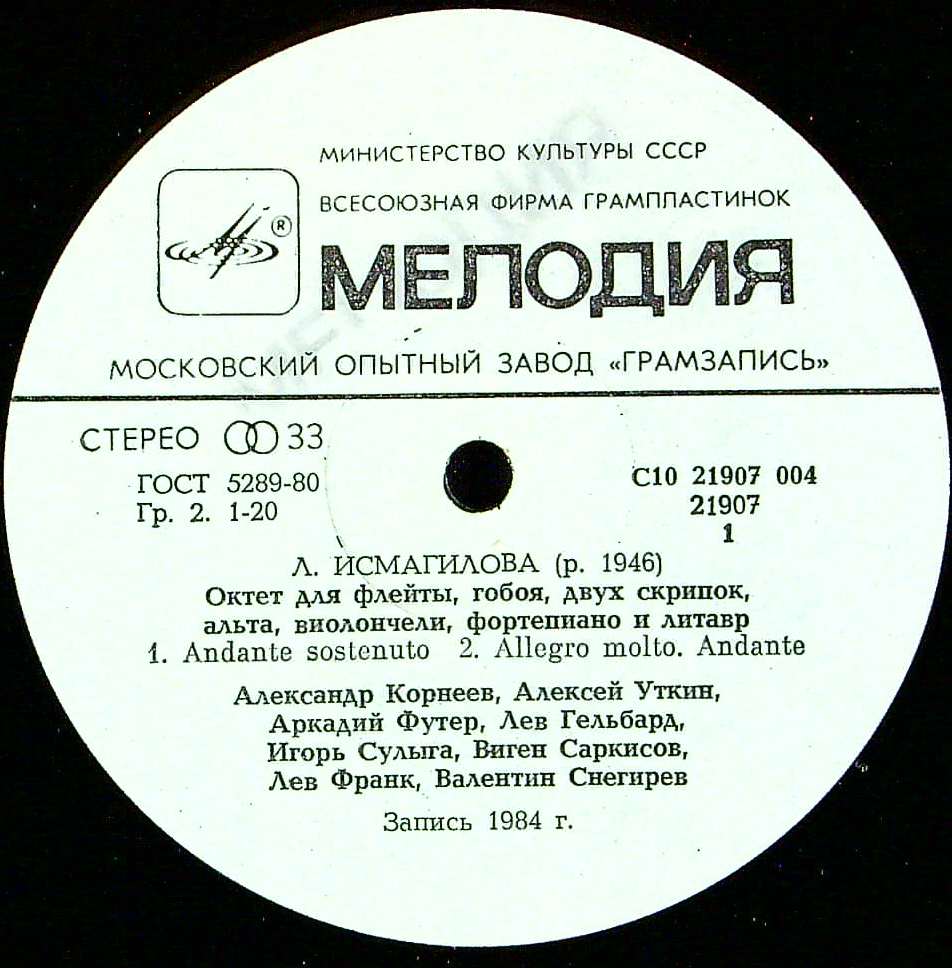 МИНИСТЕРСТВО КУЛЬТУРЫ СССР
ВСЕСОЮЗНАЯ ФИРМА ГРАМПЛАСТИНОК
®
МЕЛОДИЯ
МОСКОВСКИЙ ОПЫТНЫЙ ЗАВОД «ГРАМЗАПИСЬ»
СТЕРЕО 33
ГОСТ 5289-80
Гр. 2. 1-20
С10 21907 004
21907
1
Л. ИСМАГИЛОВА (р. 1946)
Октет для флейты, гобоя, двух скрипок,
альта, виолончели, фортепиано и литавр
1. Andante sostenuto 2. Allegro molto. Andante
Александр Корнеев, Алексей Уткин,
Аркадий Футер, Лев Гельбард,
Игорь Сулыга, Виген Саркисов,
Лев Франк, Валентин Снегирев
Запись 1984 г.